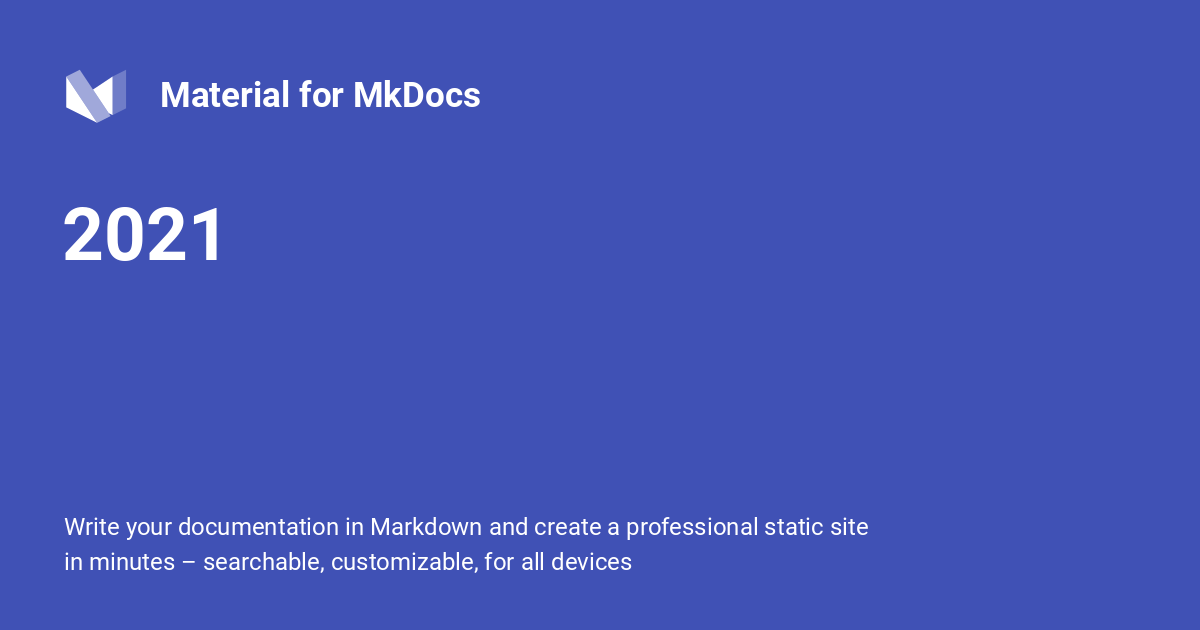 Material for MkDocs
2021
Write your documentation in Markdown and create a professional static site
in minutes – searchable, customizable, for all devices